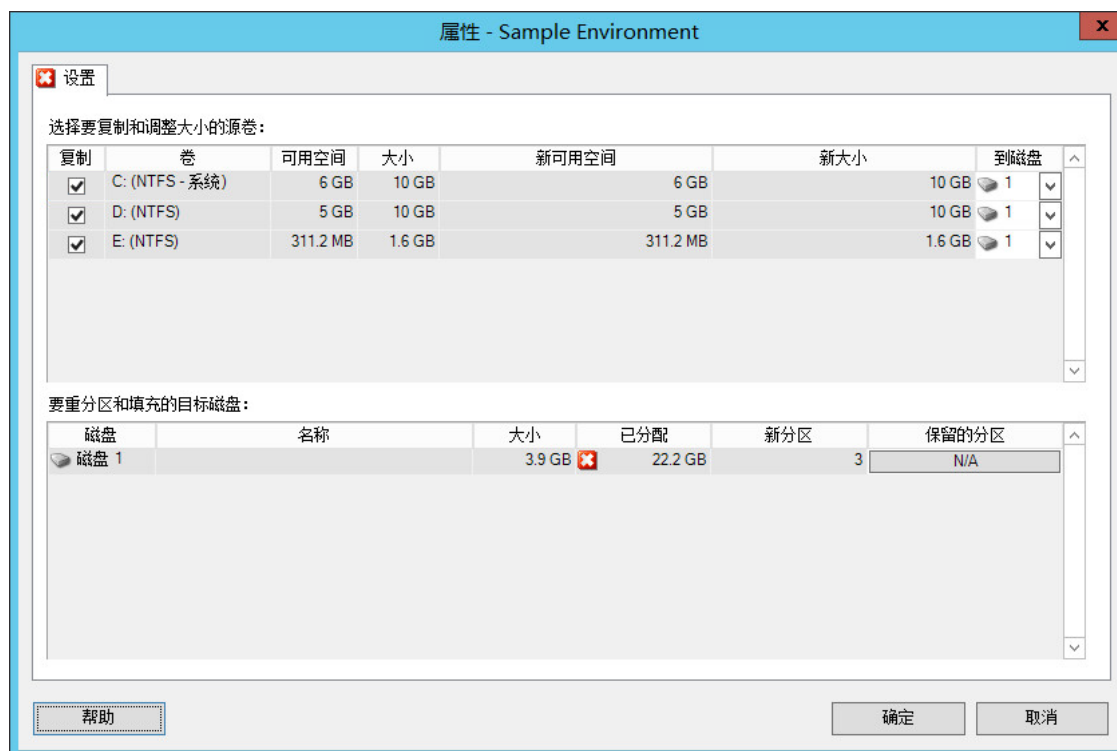 属性 - Sample Environment
x
设置
选择要复制和调整大小的源卷:
复制 卷 可用空间 大小 新可用空间 新大小 到磁盘
C: (NTFS - 系统) 6 GB 10 GB 6 GB 10 GB 1
D: (NTFS) 5 GB 10 GB 5 GB 10 GB 1
E: (NTFS) 311.2 MB 1.6 GB 311.2 MB 1.6 GB 1
要重分区和填充的目标磁盘:
磁盘 名称 大小 已分配 新分区 保留的分区
磁盘 1 3.9 GB 22.2 GB 3 N/A
帮助 确定 取消